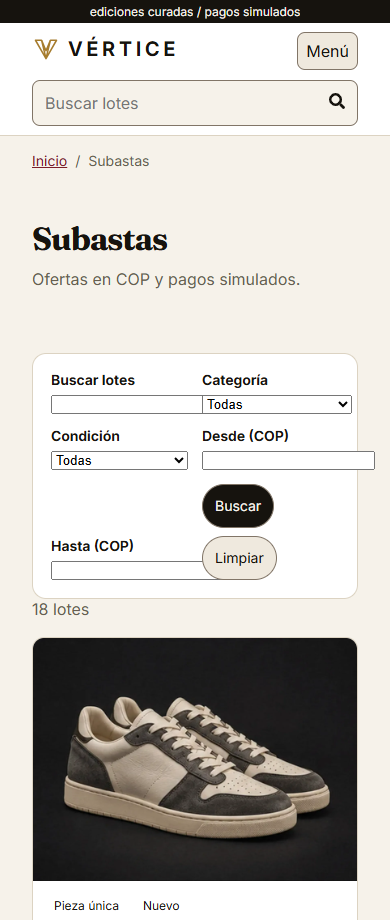 ediciones curadas / pagos simulados
VÉRTICE
Menú
Buscar lotes
Inicio / Subastas
Subastas
Ofertas en COP y pagos simulados.
Buscar lotes
Categoría
Todas
Condición
Desde (COP)
Todas
Buscar
Hasta (COP)
Limpiar
18 lotes
Pieza única Nuevo